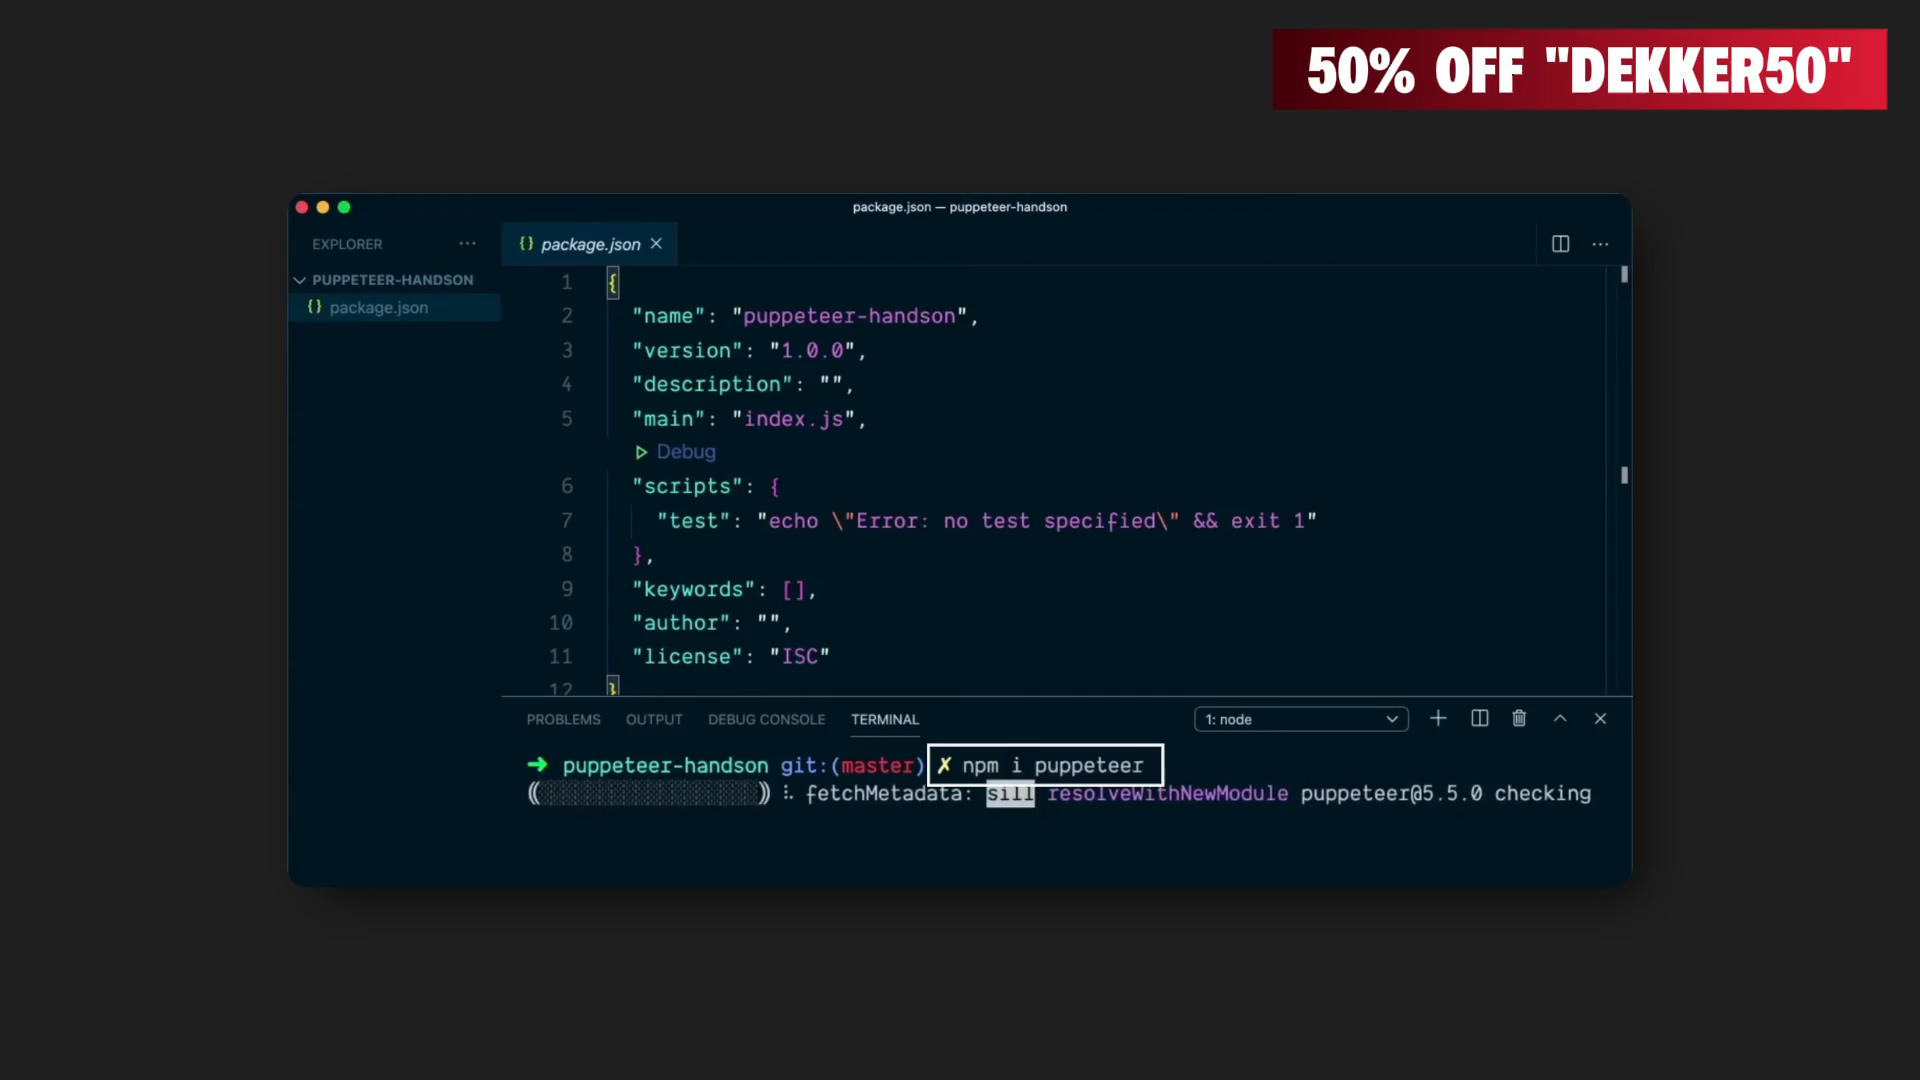 50% OFF "DEKKER50"
package.json — puppeteer-handson
EXPLORER
package.json
PUPPETEER-HANDSON
package.json
1 {
2 "name": "puppeteer-handson",
3 "version": "1.0.0",
4 "description": "",
5 "main": "index.js",
Debug
6 "scripts": {
7 "test": "echo \"Error: no test specified\" && exit 1"
8 },
9 "keywords": [],
10 "author": "",
11 "license": "ISC"
12 }
PROBLEMS OUTPUT DEBUG CONSOLE TERMINAL 1: node
➜ puppeteer-handson git:(master) ✗ npm i puppeteer
fetchMetadata: sill resolveWithNewModule puppeteer@5.5.0 checking